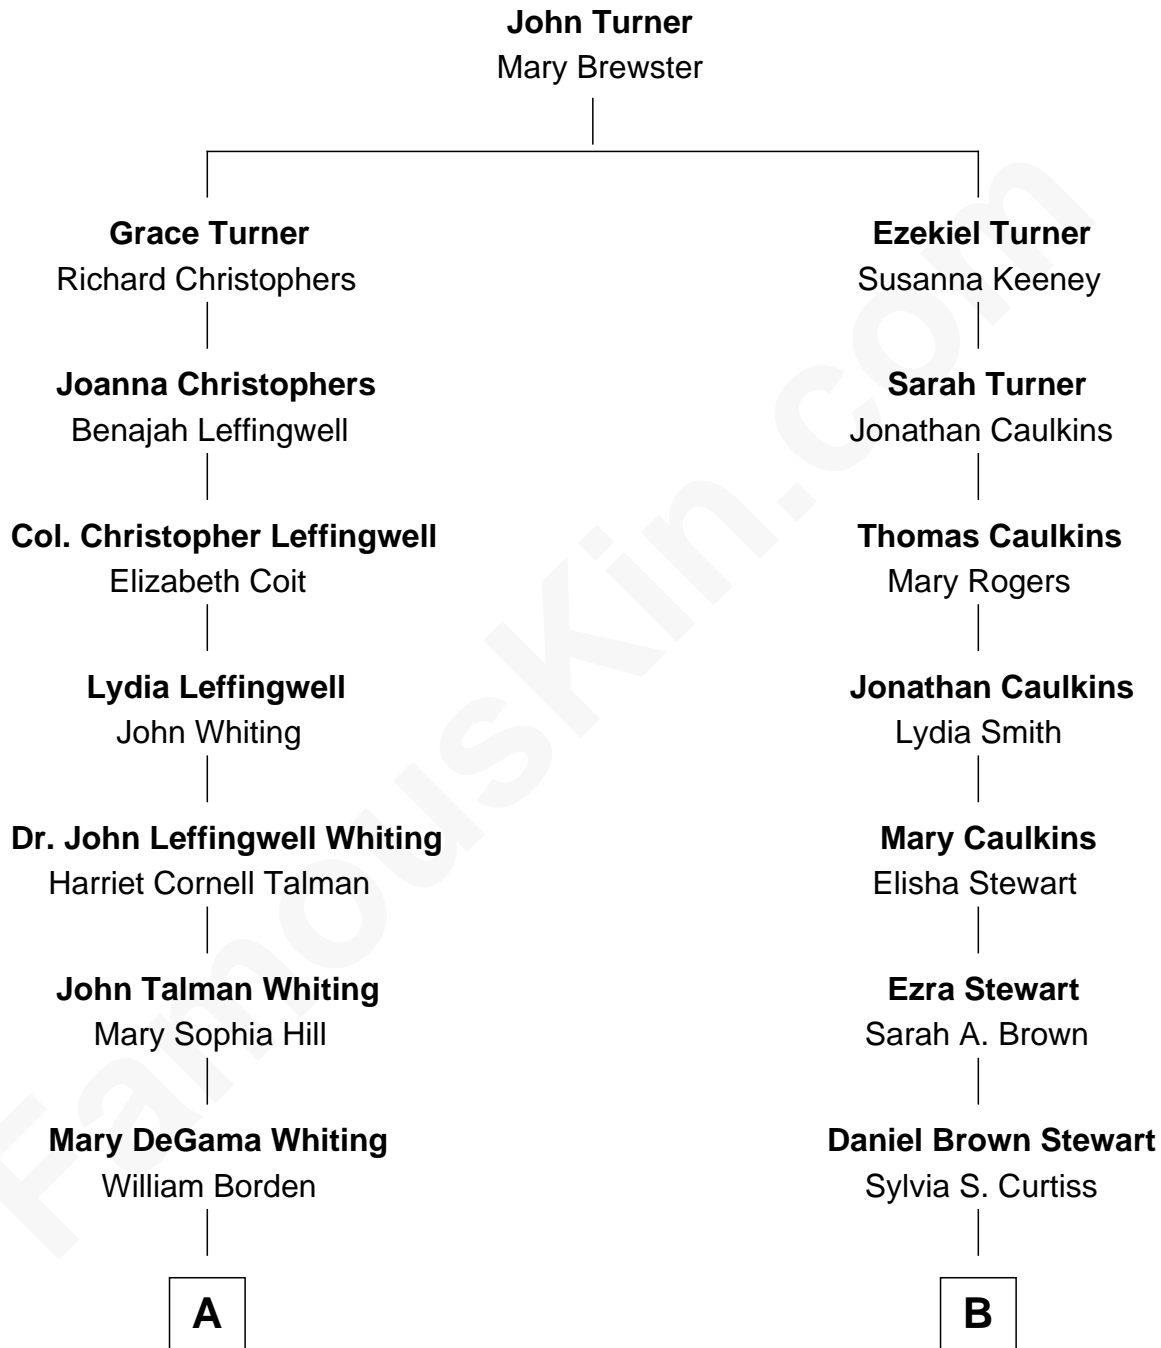 John Turner
Mary Brewster
Grace Turner
Richard Christophers
Ezekiel Turner
Susanna Keeney
Joanna Christophers
Benajah Leffingwell
Sarah Turner
Jonathan Caulkins
Col. Christopher Leffingwell
Elizabeth Coit
Thomas Caulkins
Mary Rogers
Lydia Leffingwell
John Whiting
Jonathan Caulkins
Lydia Smith
Dr. John Leffingwell Whiting
Harriet Cornell Talman
Mary Caulkins
Elisha Stewart
John Talman Whiting
Mary Sophia Hill
Ezra Stewart
Sarah A. Brown
Mary DeGama Whiting
William Borden
Daniel Brown Stewart
Sylvia S. Curtiss
A
B
FamousKin.com